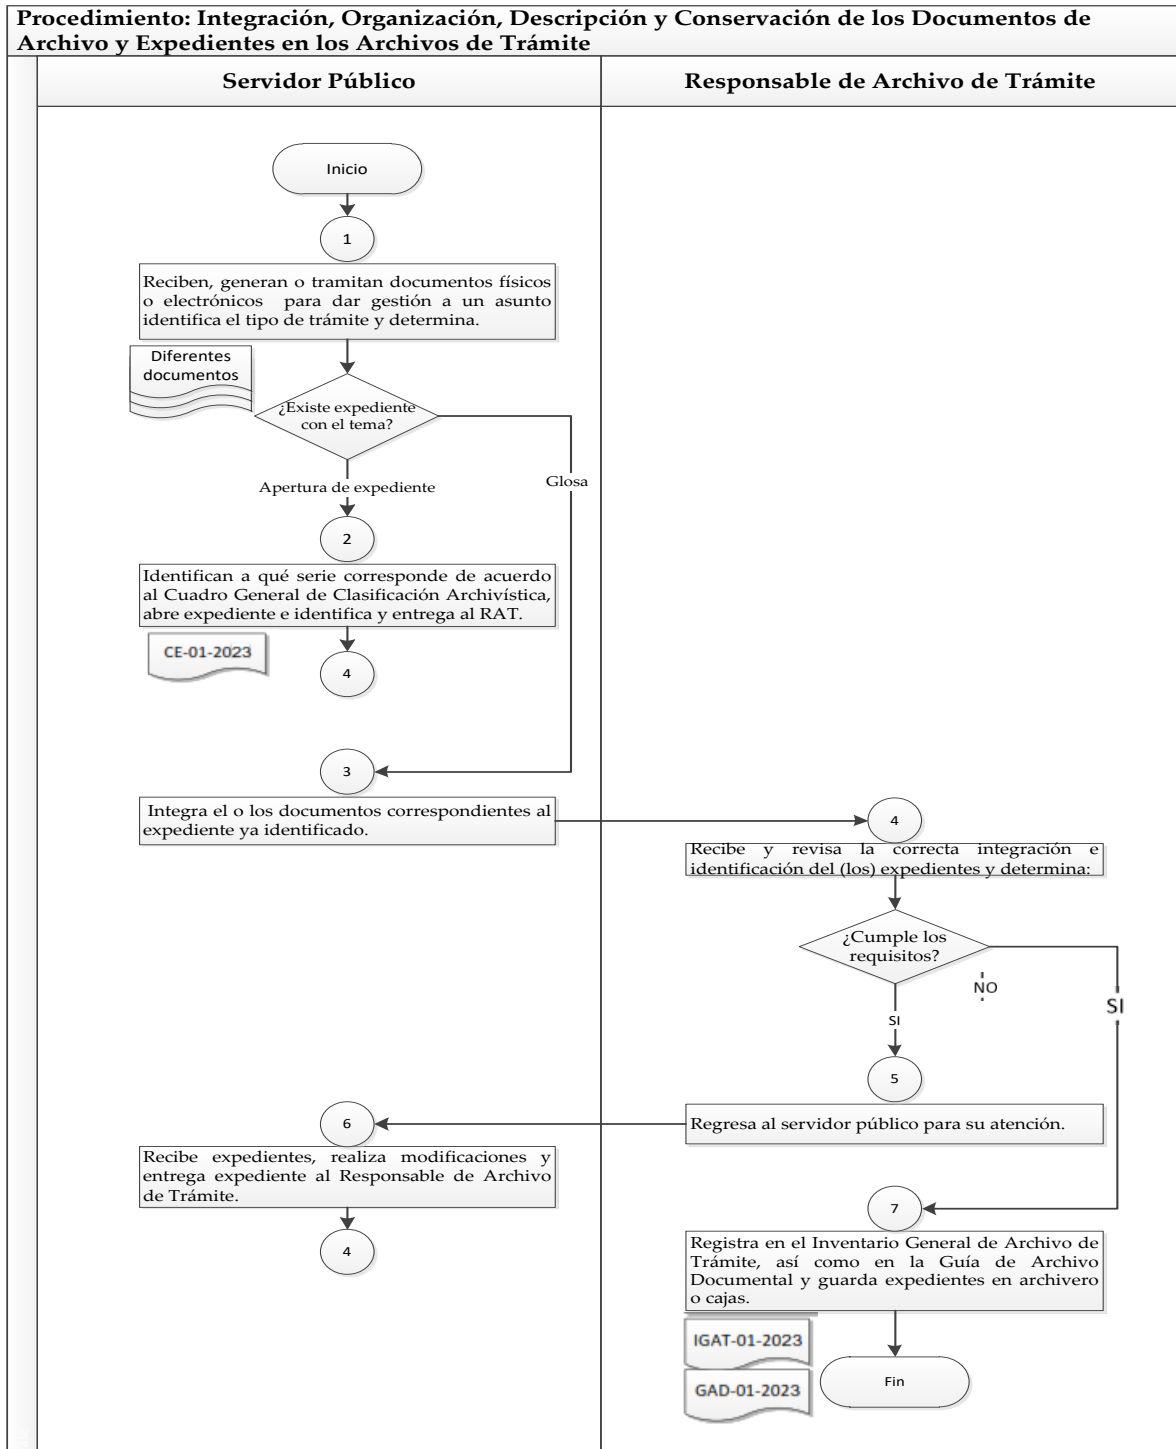 Procedimiento: Integración, Organización, Descripción y Conservación de los Documentos de
Archivo y Expedientes en los Archivos de Trámite
Servidor Público
Responsable de Archivo de Trámite
Inicio
1
Reciben, generan o tramitan documentos físicos
o electrónicos para dar gestión a un asunto
identifica el tipo de trámite y determina.
Diferentes
documentos
¿Existe expediente
con el tema?
Glosa
Apertura de expediente
2
Identifican a qué serie corresponde de acuerdo
al Cuadro General de Clasificación Archivística,
abre expediente e identifica y entrega al RAT.
CE-01-2023
4
3
Integra el o los documentos correspondientes al
expediente ya identificado.
4
Recibe y revisa la correcta integración e
identificación del (los) expedientes y determina:
¿Cumple los
requisitos?
NO
SI
SI
5
Regresa al servidor público para su atención.
6
Recibe expedientes, realiza modificaciones y
entrega expediente al Responsable de Archivo
de Trámite.
4
7
Registra en el Inventario General de Archivo de
Trámite, así como en la Guía de Archivo
Documental y guarda expedientes en archivero
o cajas.
IGAT-01-2023
GAD-01-2023
Fin